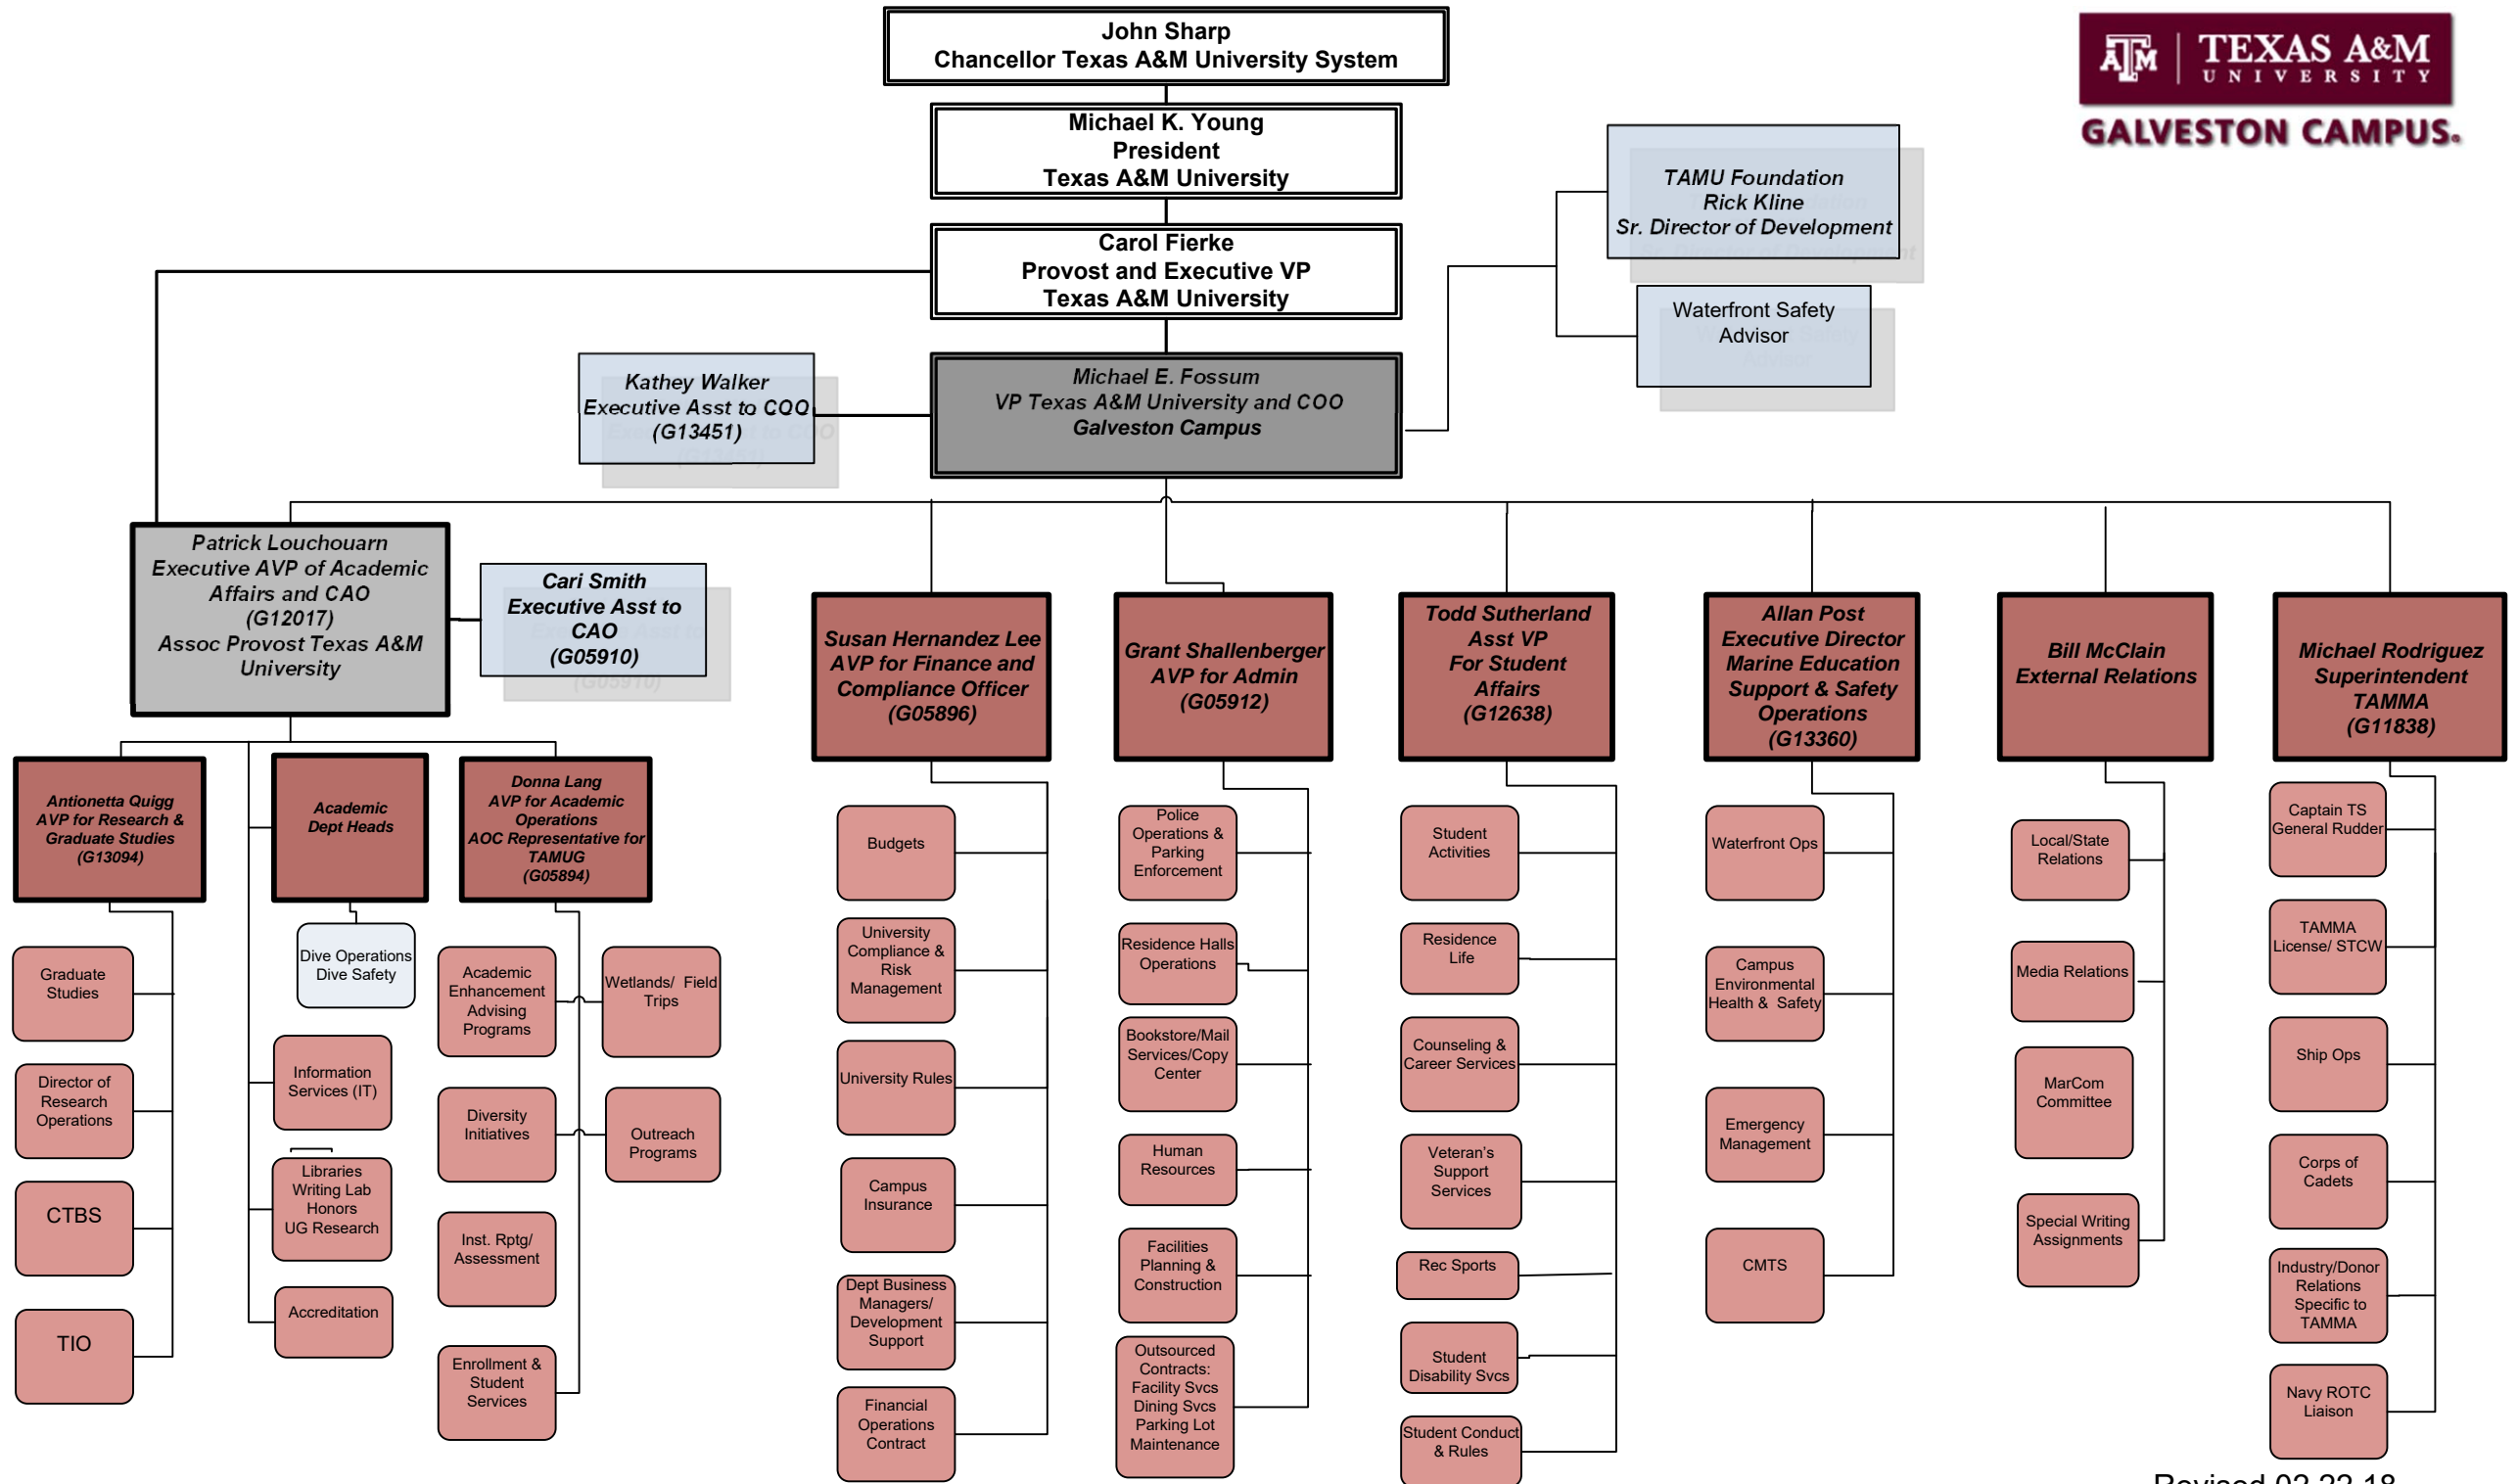 John Sharp
Chancellor Texas A&M University System
TEXAS A&M
UNIVERSITY
GALVESTON CAMPUS
Michael K. Young
President
Texas A&M University
TAMU Foundation
Rick Kline
Sr. Director of Development
Carol Fierke
Provost and Executive VP
Texas A&M University
Waterfront Safety
Advisor
Kathey Walker
Executive Asst to COO
(G13451)
Michael E. Fossum
VP Texas A&M University and COO
Galveston Campus
Patrick Louchouarn
Executive AVP of Academic
Affairs and CAO
(G12017)
Assoc Provost Texas A&M
University
Cari Smith
Executive Asst to
CAO
(G05910)
Susan Hernandez Lee
AVP for Finance and
Compliance Officer
(G05896)
Grant Shallenberger
AVP for Admin
(G05912)
Todd Sutherland
Asst VP
For Student
Affairs
(G12638)
Allan Post
Executive Director
Marine Education
Support & Safety
Operations
(G13360)
Bill McClain
External Relations
Michael Rodriguez
Superintendent
TAMMA
(G11838)
Antionetta Quigg
AVP for Research &
Graduate Studies
(G13094)
Academic
Dept Heads
Donna Lang
AVP for Academic
Operations
AOC Representative for
TAMUG
(G05894)
Graduate
Studies
Director of
Research
Operations
CTBS
TIO
Dive Operations
Dive Safety
Information
Services (IT)
Libraries
Writing Lab
Honors
UG Research
Accreditation
Academic
Enhancement
Advising
Programs
Wetlands/ Field
Trips
Diversity
Initiatives
Outreach
Programs
Inst. Rptg/
Assessment
Enrollment &
Student
Services
Budgets
University
Compliance &
Risk
Management
University Rules
Campus
Insurance
Dept Business
Managers/
Development
Support
Financial
Operations
Contract
Police
Operations &
Parking
Enforcement
Residence Halls
Operations
Bookstore/Mail
Services/Copy
Center
Human
Resources
Facilities
Planning &
Construction
Outsourced
Contracts:
Facility Svcs
Dining Svcs
Parking Lot
Maintenance
Student
Activities
Residence
Life
Counseling &
Career Services
Veteran's
Support
Services
Rec Sports
Student
Disability Svcs
Student Conduct
& Rules
Waterfront Ops
Campus
Environmental
Health & Safety
Emergency
Management
CMTS
Local/State
Relations
Media Relations
MarCom
Committee
Special Writing
Assignments
Captain TS
General Rudder
TAMMA
License/ STCW
Ship Ops
Corps of
Cadets
Industry/Donor
Relations
Specific to
TAMMA
Navy ROTC
Liaison
Revised 02.22.18